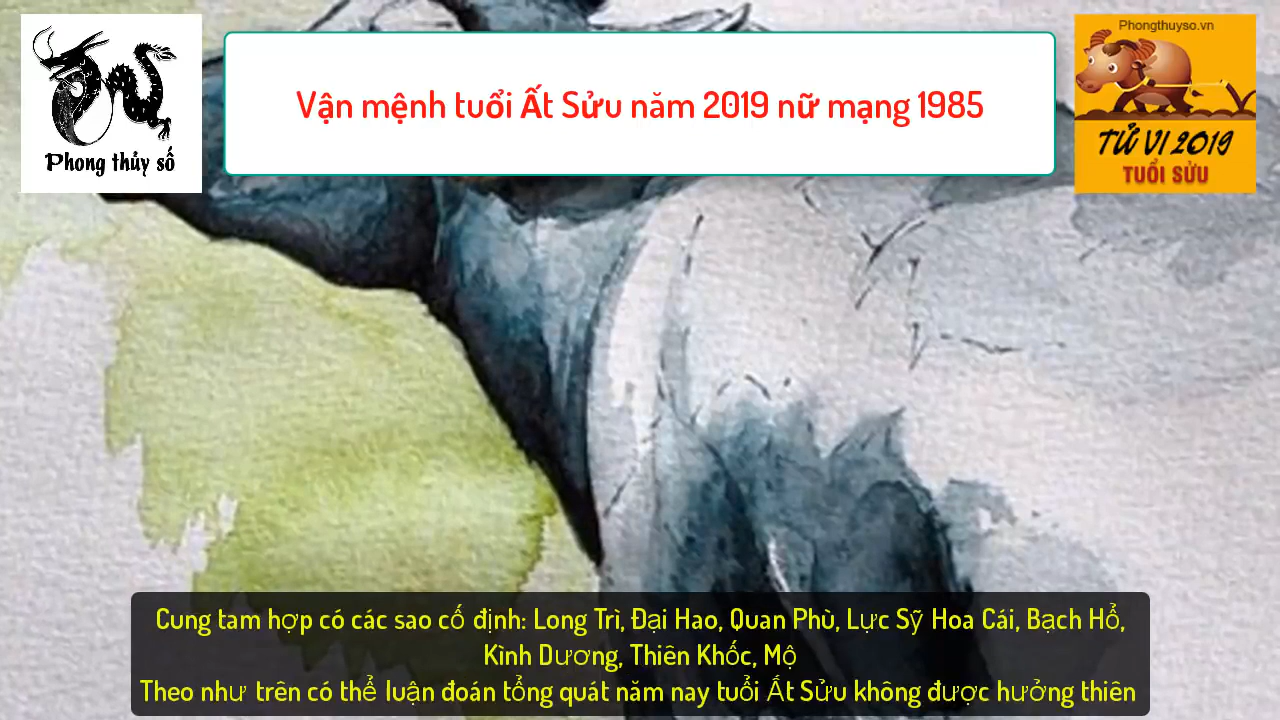 Phong thủy số
Vận mệnh tuổi Ất Sửu năm 2019 nữ mạng 1985
Phongthuyso.vn
TỬ VI 2019
TUỔI SỬU
Cung tam hợp có các sao cố định: Long Trì, Đại Hao, Quan Phù, Lực Sỹ Hoa Cái, Bạch Hổ,
Kình Dương, Thiên Khốc, Mộ
Theo như trên có thể luận đoán tổng quát năm nay tuổi Ất Sửu không được hưởng thiên